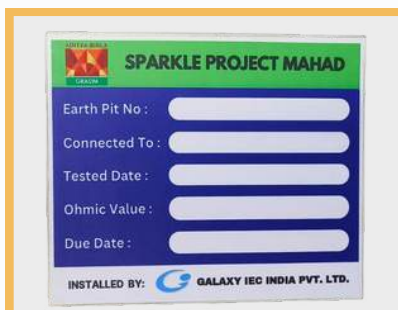 ADITYA BIRLA
GRASIM
SPARKLE PROJECT MAHAD
Earth Pit No :
Connected To :
Tested Date :
Ohmic Value :
Due Date :
INSTALLED BY: GALAXY IEC INDIA PVT. LTD.